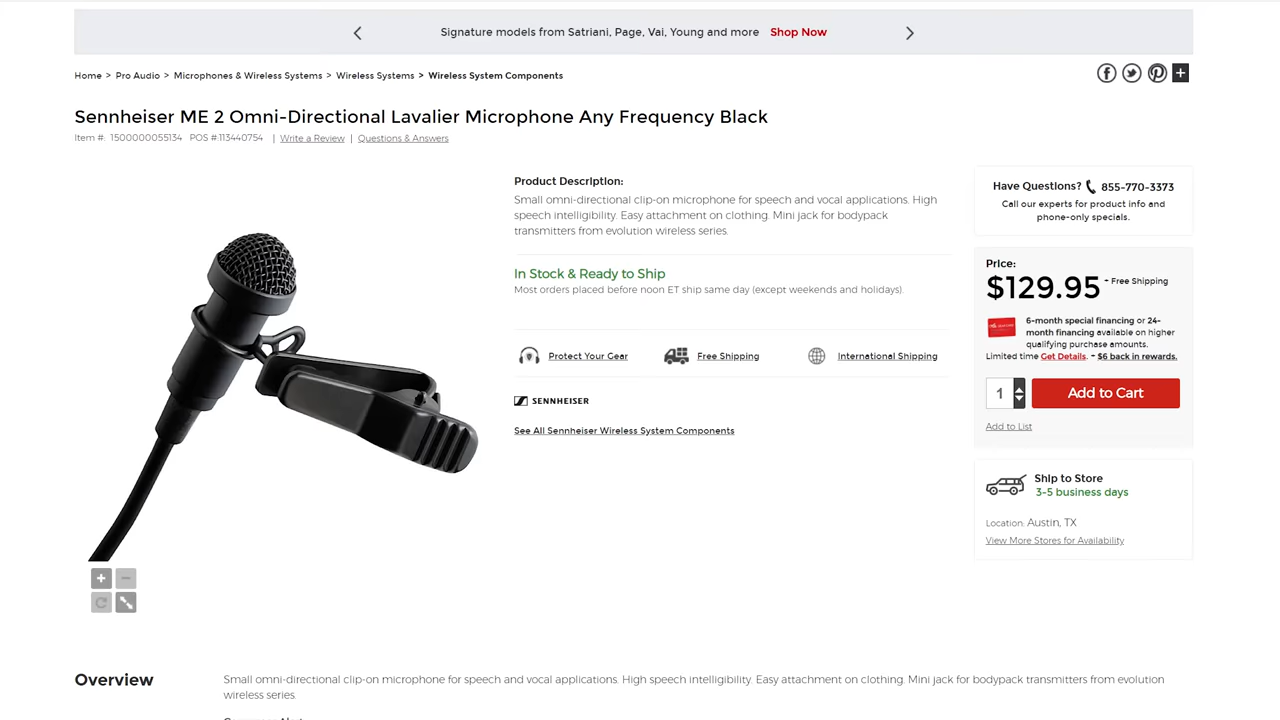 Signature models from Satriani, Page, Vai, Young and more Shop Now
Home > Pro Audio > Microphones & Wireless Systems > Wireless Systems > Wireless System Components
Sennheiser ME 2 Omni-Directional Lavalier Microphone Any Frequency Black
Item #: 1500000055134 POS #:113440754 | Write a Review | Questions & Answers
Product Description:
Small omni-directional clip-on microphone for speech and vocal applications. High
speech intelligibility. Easy attachment on clothing. Mini jack for bodypack
transmitters from evolution wireless series.
In Stock & Ready to Ship
Most orders placed before noon ET ship same day (except weekends and holidays).
Protect Your Gear Free Shipping International Shipping
SENNHEISER
See All Sennheiser Wireless System Components
Have Questions? 855-770-3373
Call our experts for product info and
phone-only specials.
Price:
$129.95 + Free Shipping
6-month special financing or 24-
month financing available on higher
qualifying purchase amounts.
Limited time Get Details. + $6 back in rewards.
1 Add to Cart
Add to List
Ship to Store
3-5 business days
Location: Austin, TX
View More Stores for Availability
Overview
Small omni-directional clip-on microphone for speech and vocal applications. High speech intelligibility. Easy attachment on clothing. Mini jack for bodypack transmitters from evolution
wireless series.